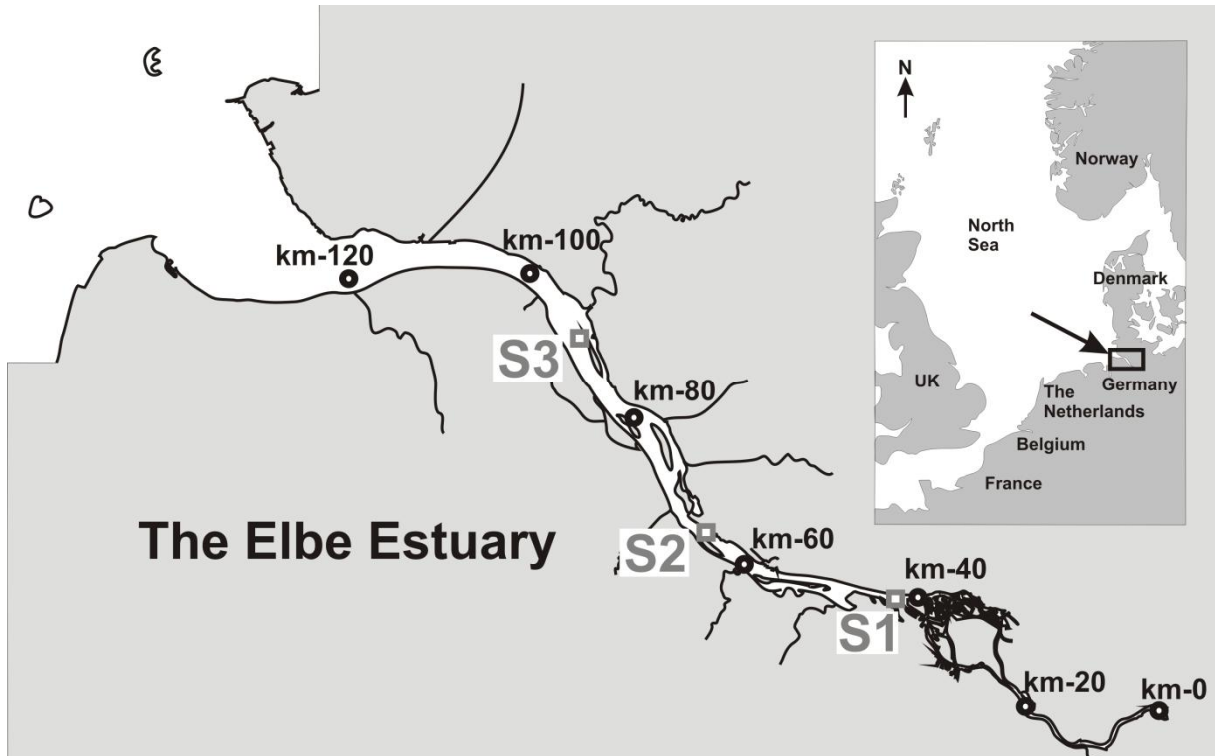 N
Norway
North
Sea
km-100
km-120
Denmark
S3
UK
Germany
The
Netherlands
km-80
Belgium
France
The Elbe Estuary
S2
km-60
km-40
S1
km-20
km-0